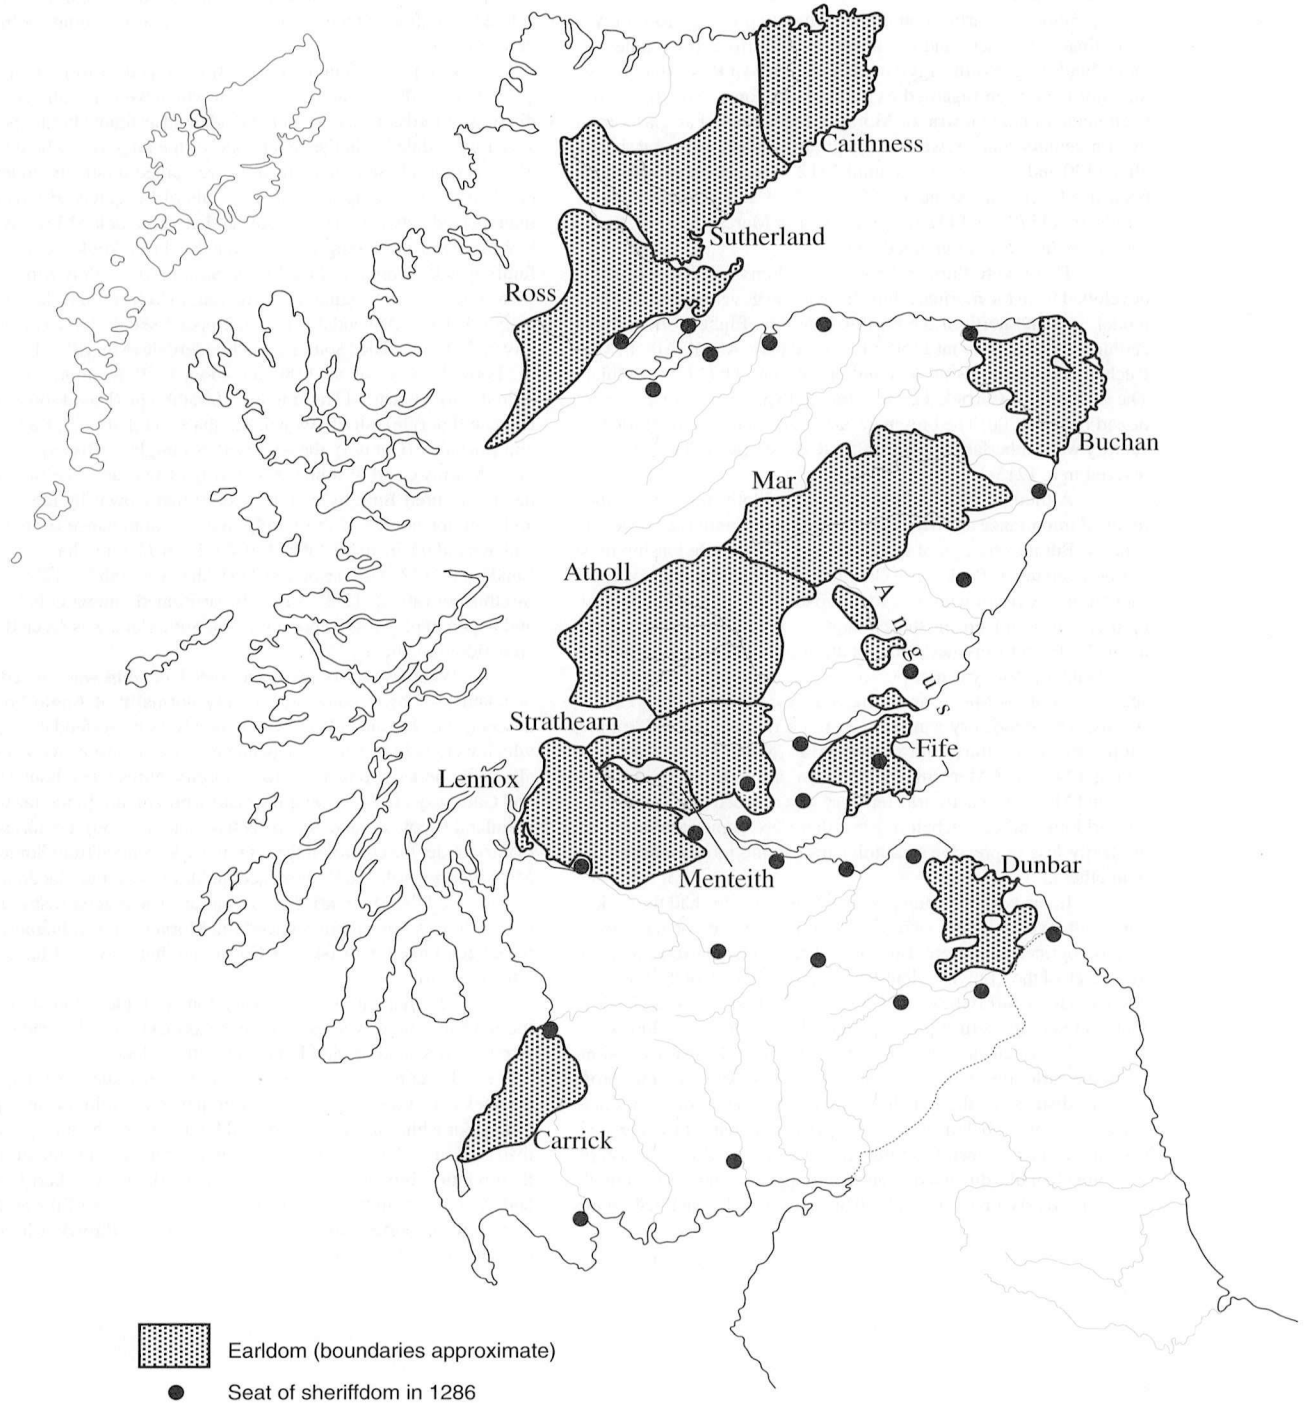 Caithness
Sutherland
Ross
Buchan
Mar
Atholl
Angus
Strathearn
Fife
Lennox
Menteith
Dunbar
Carrick
Earldom (boundaries approximate)
Seat of sheriffdom in 1286